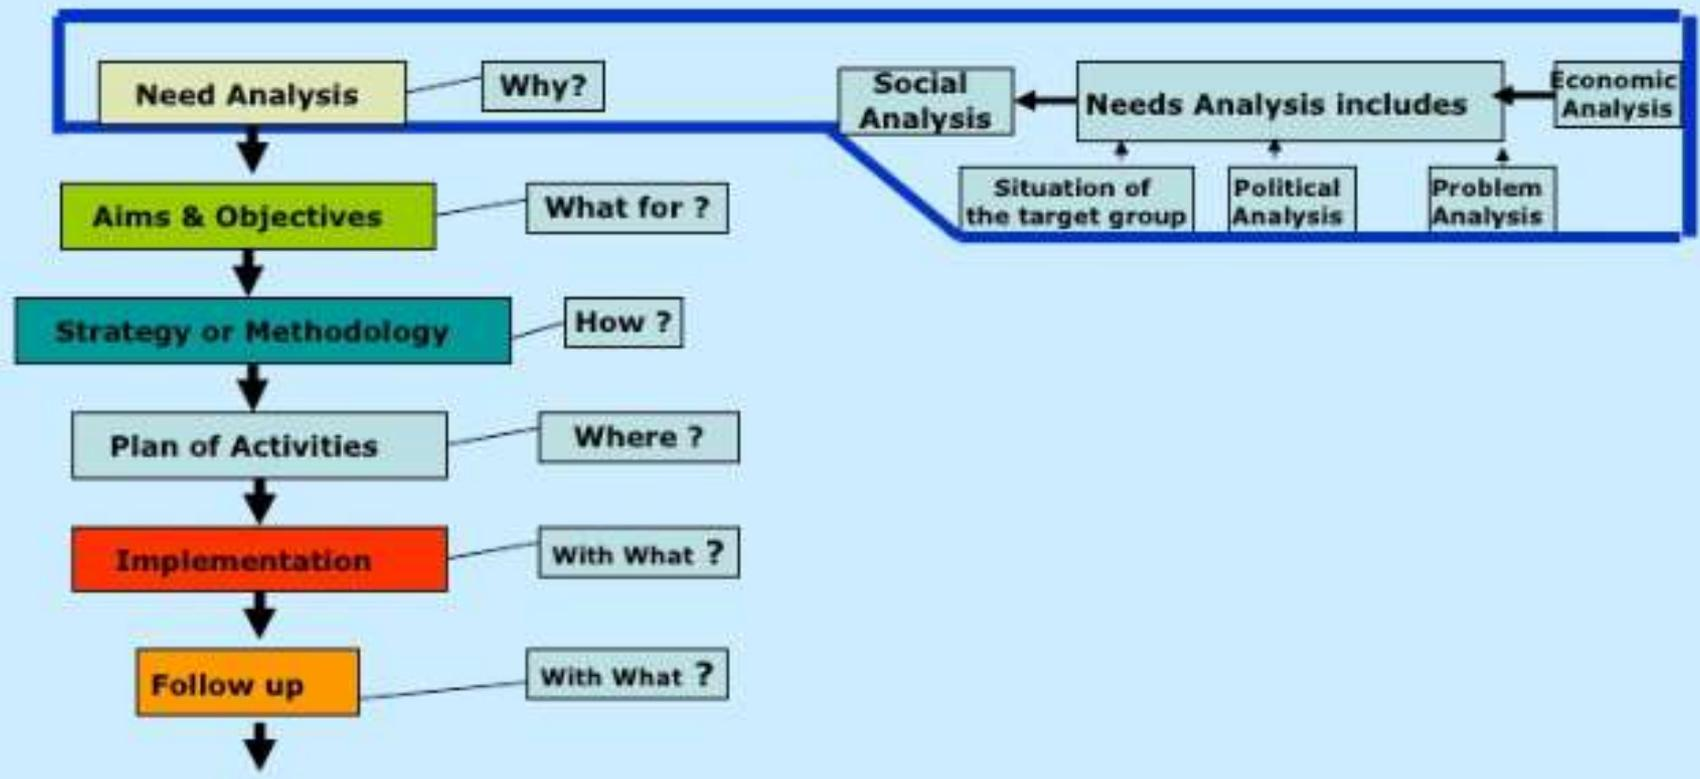 Need Analysis
Why?
Social
Analysis
Needs Analysis includes
Economic
Analysis
Situation of
the target group
Political
Analysis
Problem
Analysis
Aims & Objectives
What for ?
Strategy or Methodology
How ?
Plan of Activities
Where ?
Implementation
With What ?
Follow up
With What ?